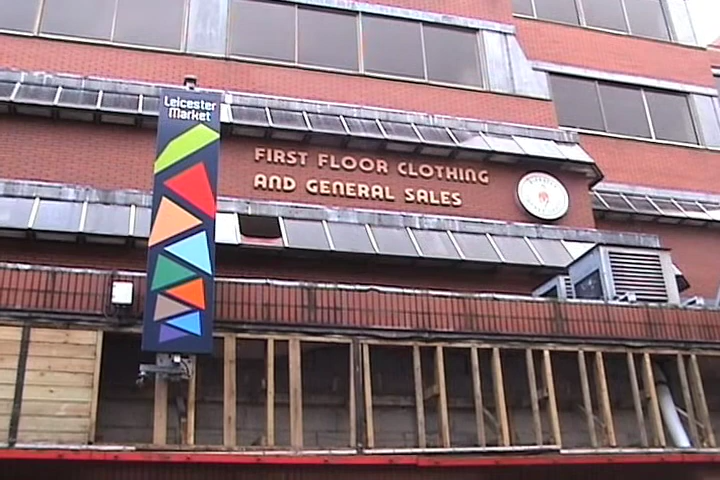 Leicester
Market
FIRST FLOOR CLOTHING
AND GENERAL SALES